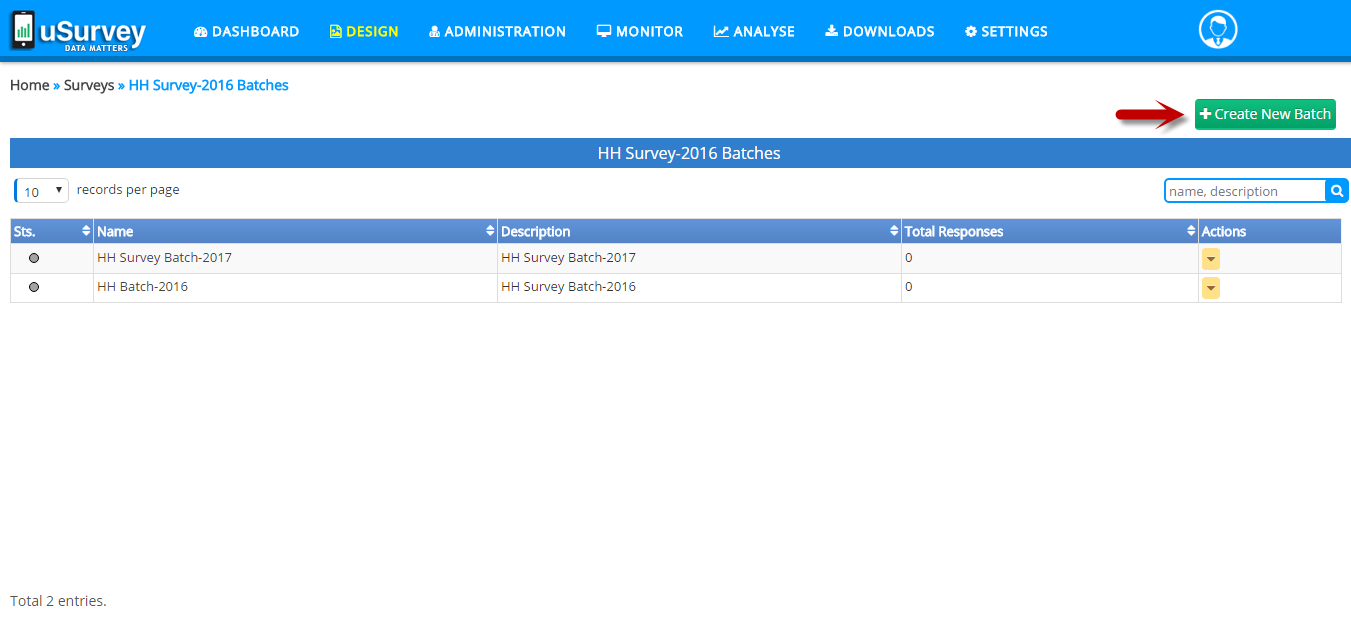 uSurvey
DATA MATTERS
DASHBOARD DESIGN ADMINISTRATION MONITOR ANALYSE DOWNLOADS SETTINGS
Home » Surveys » HH Survey-2016 Batches
+ Create New Batch
HH Survey-2016 Batches
10 records per page
name, description
Sts. Name Description Total Responses Actions
HH Survey Batch-2017 HH Survey Batch-2017 0
HH Batch-2016 HH Survey Batch-2016 0
Total 2 entries.